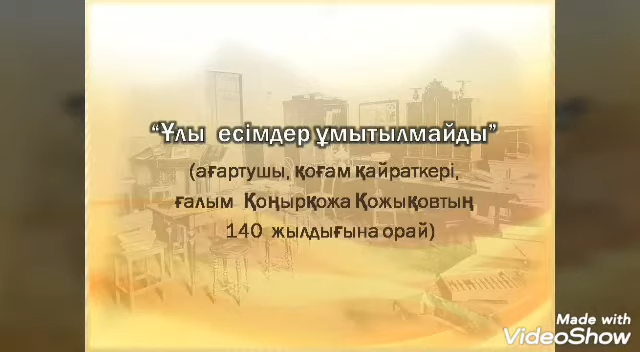 “Ұлы есімдер ұмытылмайды”
(ағартушы, қоғам қайраткері,
ғалым Қоңырқожа Қожықовтың
140 жылдығына орай)
Made with
VideoShow